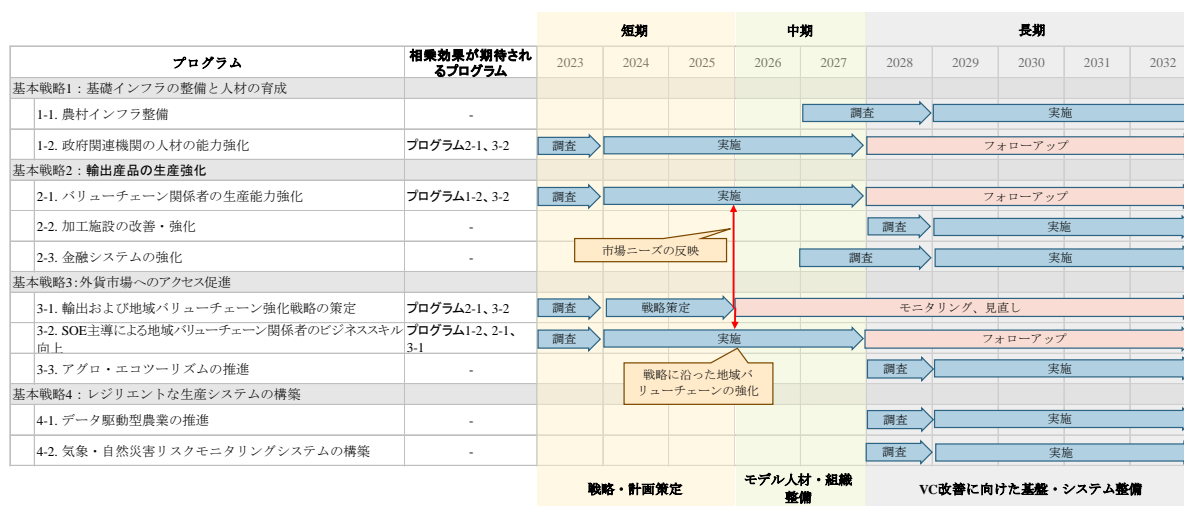 短期 中期 長期
プログラム 相乗効果が期待され 2023 2024 2025 2026 2027 2028 2029 2030 2031 2032
るプログラム
基本戦略1：基礎インフラの整備と人材の育成
1-1. 農村インフラ整備 - 調査 実施
1-2. 政府関連機関の人材の能力強化 プログラム2-1、3-2 調査 実施 フォローアップ
基本戦略2：輸出産品の生産強化
2-1. バリューチェーン関係者の生産能力強化 プログラム1-2、3-2 調査 実施 フォローアップ
2-2. 加工施設の改善・強化 - 調査 実施
市場ニーズの反映
2-3. 金融システムの強化 - 調査 実施
基本戦略3:外貨市場へのアクセス促進
3-1. 輸出および地域バリューチェーン強化戦略の策定 プログラム2-1、3-2 調査 戦略策定 モニタリング、見直し
3-2. SOE主導による地域バリューチェーン関係者のビジネススキル プログラム1-2、2-1、 調査 実施 フォローアップ
向上 3-1
3-3. アグロ・エコツーリズムの推進 - 調査 実施
戦略に沿った地域バ
リューチェーンの強化
基本戦略4：レジリエントな生産システムの構築
4-1. データ駆動型農業の推進 - 調査 実施
4-2. 気象・自然災害リスクモニタリングシステムの構築 - 調査 実施
戦略・計画策定 モデル人材・組織 VC改善に向けた基盤・システム整備
整備